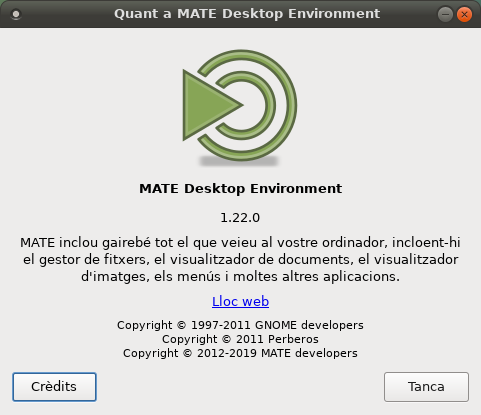 Quant a MATE Desktop Environment
MATE Desktop Environment
1.22.0
MATE inclou gairebé tot el que veieu al vostre ordinador, incloent-hi
el gestor de fitxers, el visualitzador de documents, el visualitzador
d'imatges, els menús i moltes altres aplicacions.
Lloc web
Copyright © 1997-2011 GNOME developers
Copyright © 2011 Perberos
Copyright © 2012-2019 MATE developers
Crèdits
Tanca